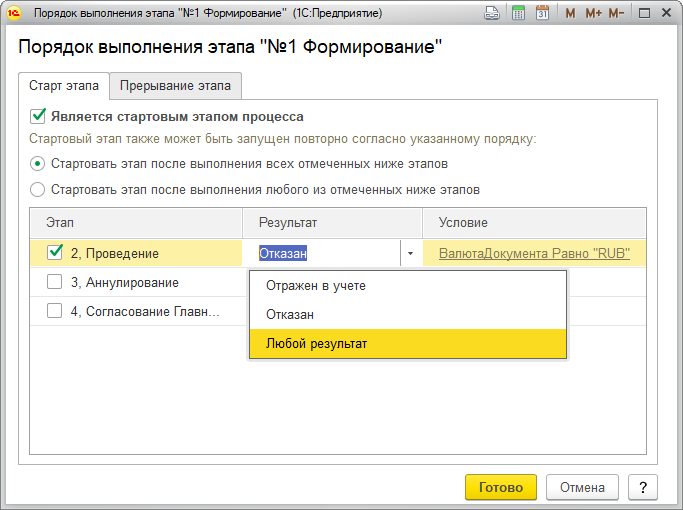 1С Порядок выполнения этапа "№1 Формирование" (1С:Предприятие) 31 M M+ M-
Порядок выполнения этапа "№1 Формирование"
Старт этапа Прерывание этапа
Является стартовым этапом процесса
Стартовый этап также может быть запущен повторно согласно указанному порядку:
Стартовать этап после выполнения всех отмеченных ниже этапов
Стартовать этап после выполнения любого из отмеченных ниже этапов
Этап Результат Условие
2, Проведение Отказан ВалютаДокумента Равно "RUB"
3, Аннулирование
4, Согласование Главн...
Отражен в учете
Отказан
Любой результат
Готово Отмена ?